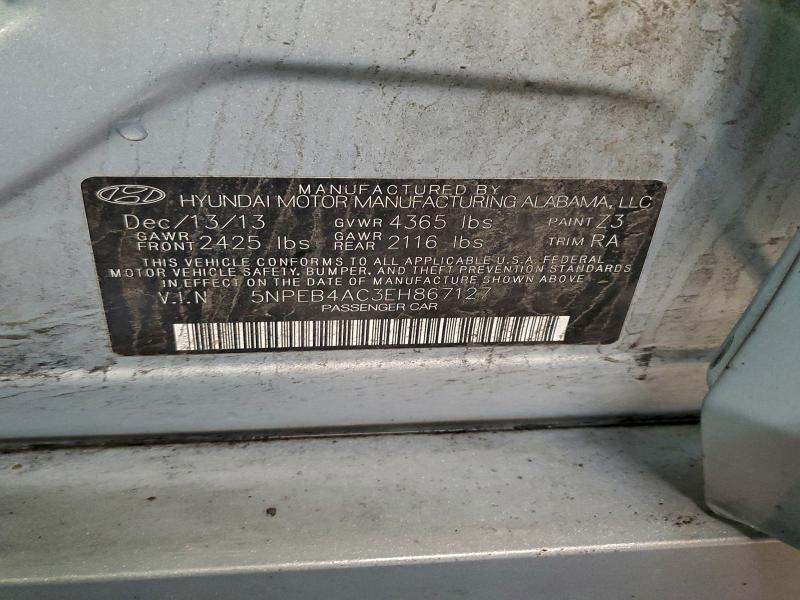 MANUFACTURED BY
HYUNDAI MOTOR MANUFACTURING ALABAMA, LLC
Dec/13/13 GVWR 4365 lbs PAINT Z3
GAWR FRONT 2425 lbs GAWR REAR 2116 lbs TRIM RA
THIS VEHICLE CONFORMS TO ALL APPLICABLE U.S.A. FEDERAL
MOTOR VEHICLE SAFETY, BUMPER, AND THEFT PREVENTION STANDARDS
IN EFFECT ON THE DATE OF MANUFACTURE SHOWN ABOVE
V.I.N 5NPEB4AC3EH867127
PASSENGER CAR